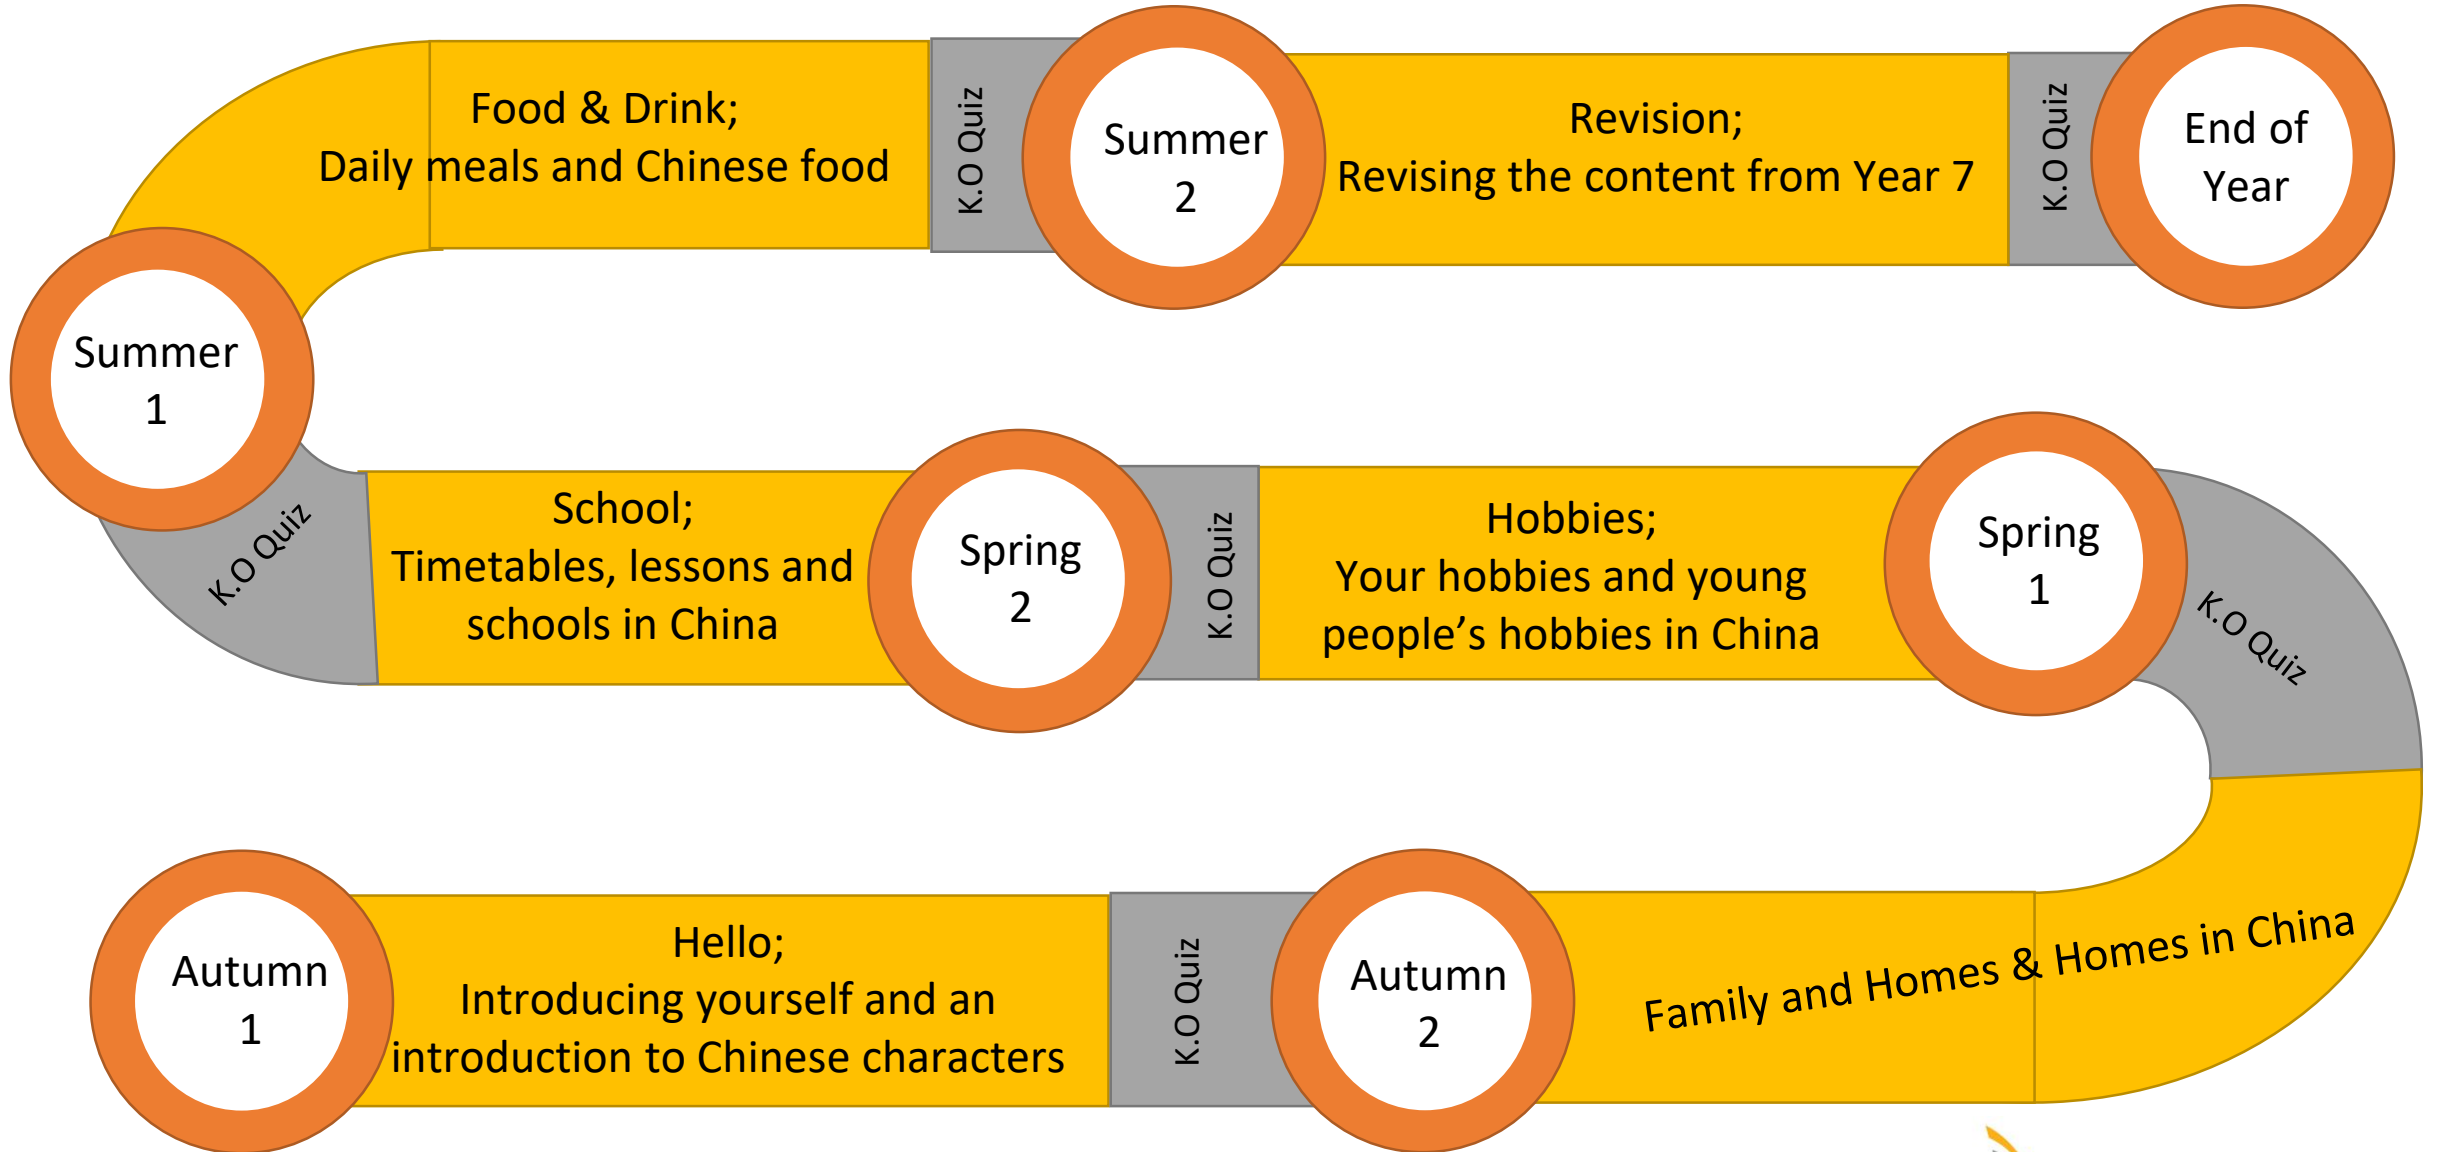 Food & Drink;
Daily meals and Chinese food
K.O Quiz
Summer
2
Revision;
Revising the content from Year 7
K.O Quiz
End of
Year
Summer
1
K.O Quiz
School;
Timetables, lessons and
schools in China
Spring
2
K.O Quiz
Hobbies;
Your hobbies and young
people’s hobbies in China
Spring
1
K.O Quiz
Autumn
1
Hello;
Introducing yourself and an
introduction to Chinese characters
K.O Quiz
Autumn
2
Family and Homes & Homes in China